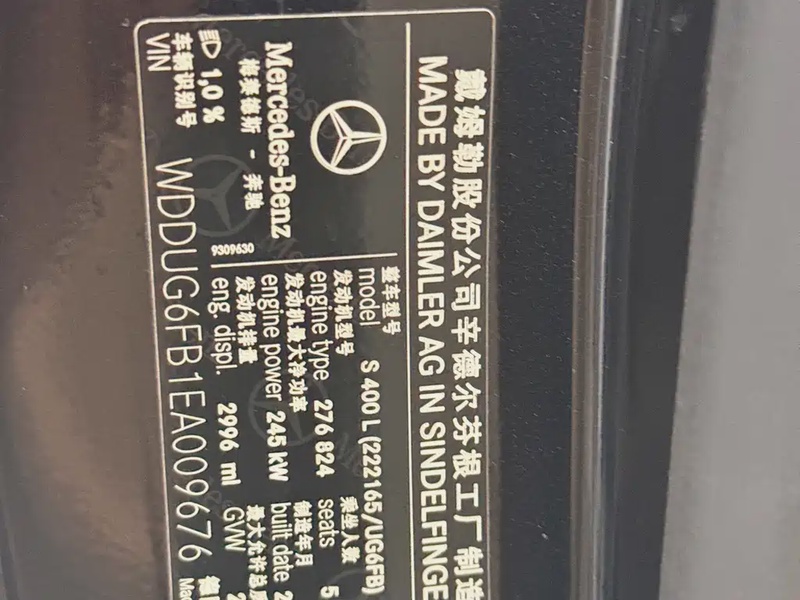 戴姆勒股份公司辛德尔芬根工厂制造
MADE BY DAIMLER AG IN SINDELFINGE
Mercedes-Benz
梅赛德斯 - 奔驰
9309630
整车型号
model S 400 L (222165/UG6FB)
发动机型号 乘坐人数
engine type 276 824 seats 5
发动机最大净功率 制造年月
engine power 245 kW built date 2
发动机排量 最大允许总质
eng. displ. 2996 ml GVW 2
1,0 %
车辆识别号
VIN WDDUG6FB1EA009676
德
Mad